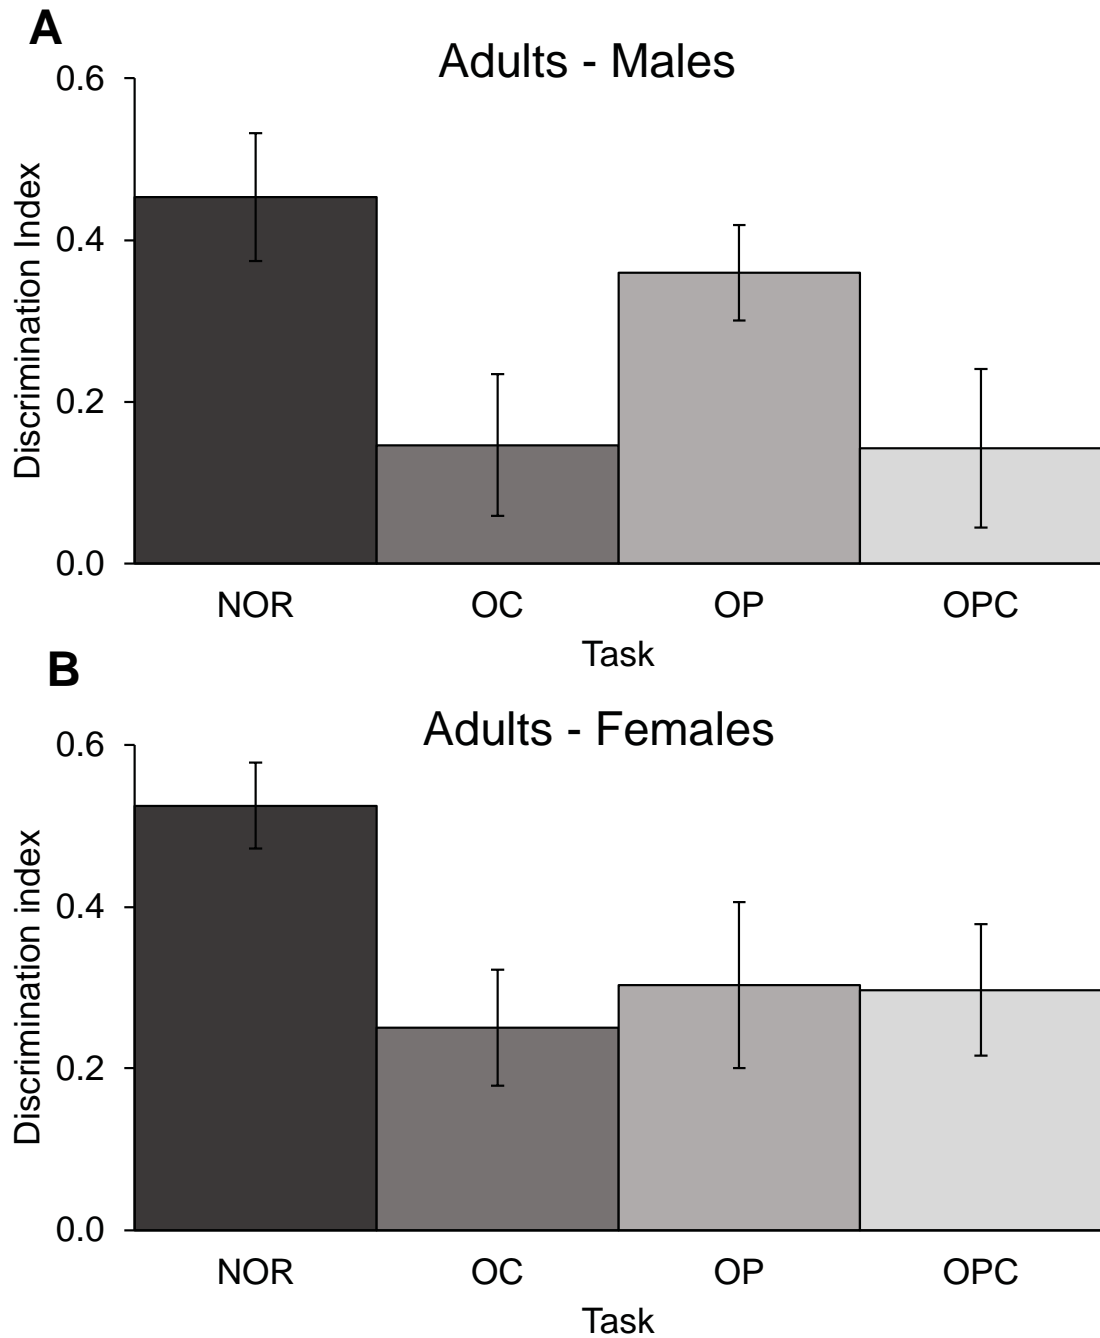 A
Adults - Males
0.6
0.4
0.2
0.0
Discrimination Index
NOR OC OP OPC
Task
B
Adults - Females
0.6
0.4
0.2
0.0
Discrimination index
NOR OC OP OPC
Task